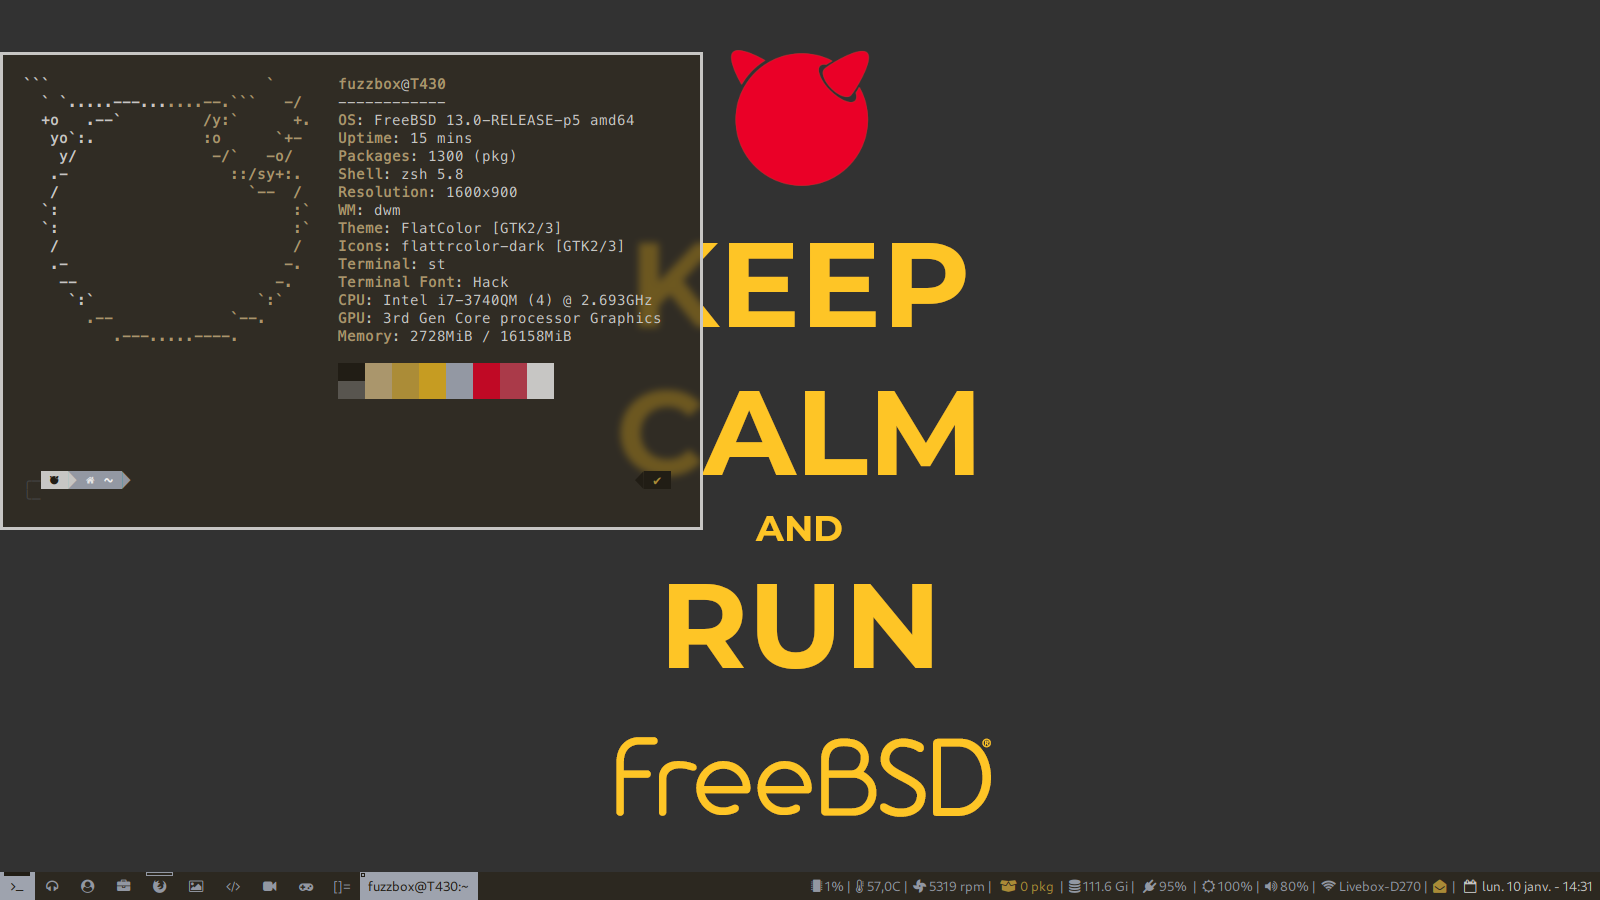 fuzzbox@T430
------------
OS: FreeBSD 13.0-RELEASE-p5 amd64
Uptime: 15 mins
Packages: 1300 (pkg)
Shell: zsh 5.8
Resolution: 1600x900
WM: dwm
Theme: FlatColor [GTK2/3]
Icons: flattrcolor-dark [GTK2/3]
Terminal: st
Terminal Font: Hack
CPU: Intel i7-3740QM (4) @ 2.693GHz
GPU: 3rd Gen Core processor Graphics
Memory: 2728MiB / 16158MiB
~
KEEP
CALM
AND
RUN
FreeBSD®
>_ </> []= fuzzbox@T430:~ 1% | 57,0C | 5319 rpm | 0 pkg | 111.6 Gi | 95% | 100% | 80% | Livebox-D270 | | lun. 10 janv. - 14:31